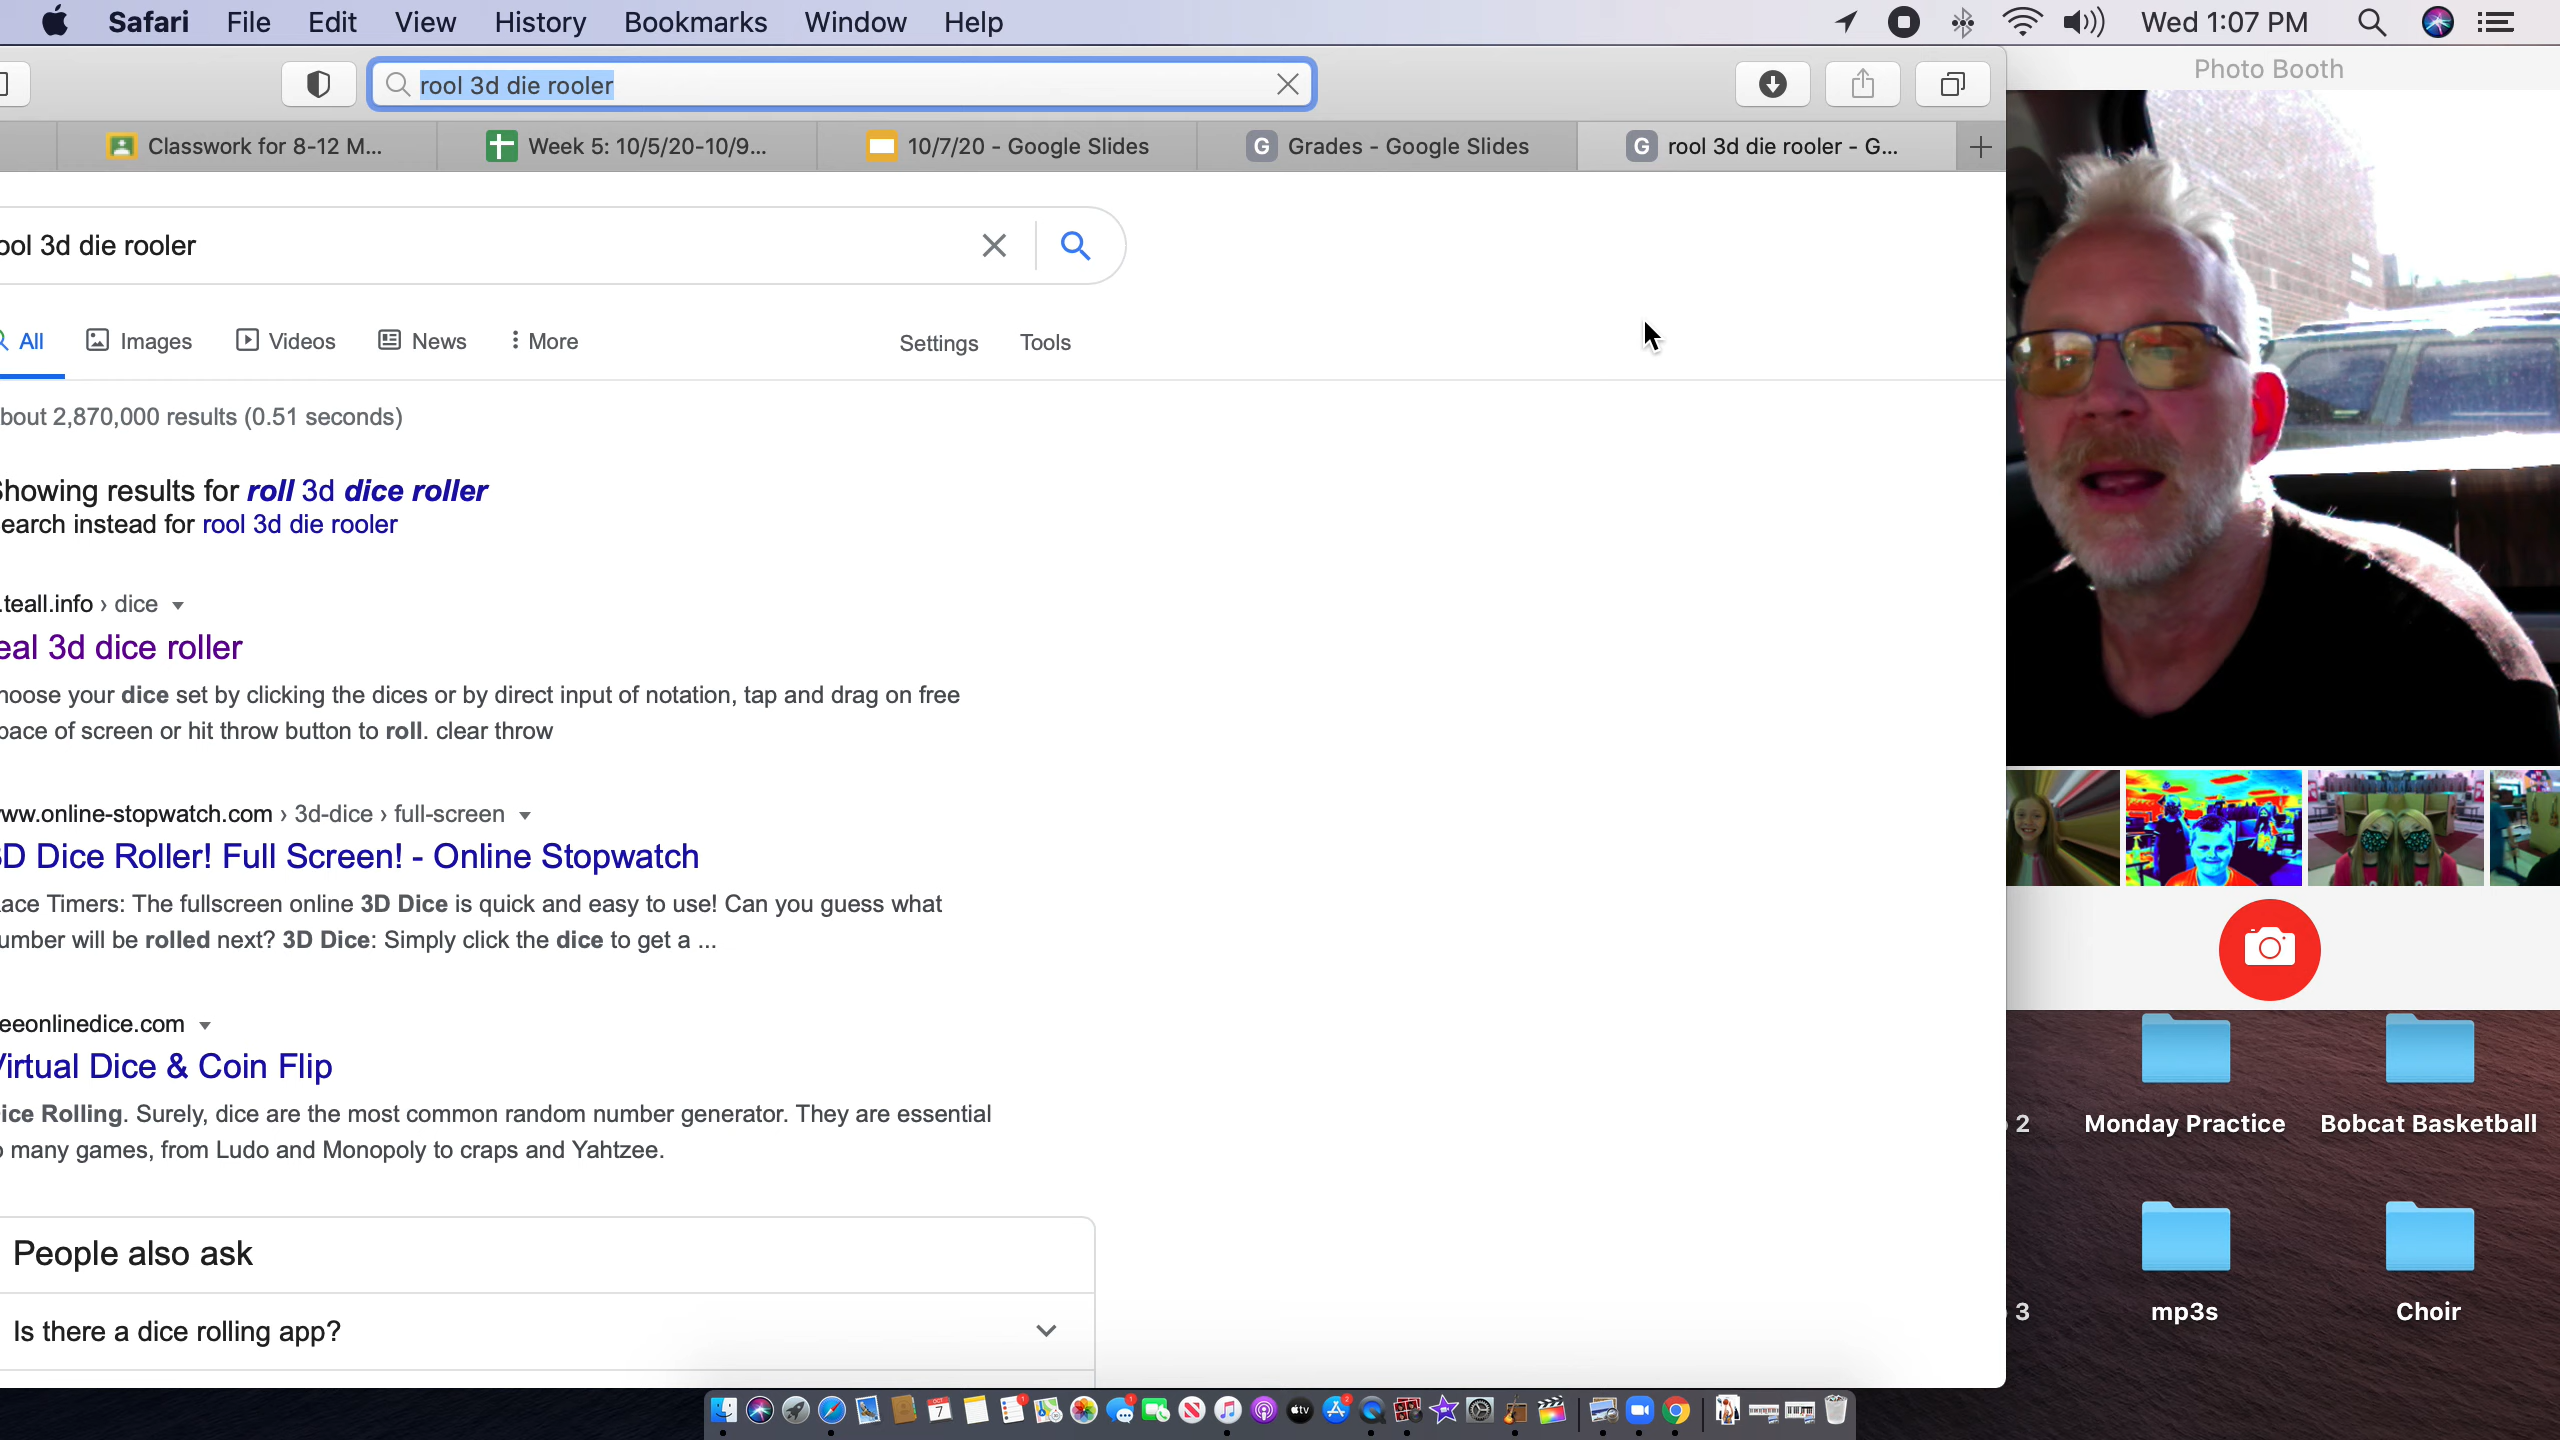 Safari File Edit View History Bookmarks Window Help Wed 1:07 PM
Photo Booth
rool 3d die rooler
Classwork for 8-12 M... Week 5: 10/5/20-10/9... 10/7/20 - Google Slides G Grades - Google Slides G rool 3d die rooler - G...
ool 3d die rooler
All Images Videos News More Settings Tools
bout 2,870,000 results (0.51 seconds)
howing results for roll 3d dice roller
earch instead for rool 3d die rooler
.teall.info › dice
eal 3d dice roller
hoose your dice set by clicking the dices or by direct input of notation, tap and drag on free
pace of screen or hit throw button to roll. clear throw
ww.online-stopwatch.com › 3d-dice › full-screen
3D Dice Roller! Full Screen! - Online Stopwatch
ace Timers: The fullscreen online 3D Dice is quick and easy to use! Can you guess what
umber will be rolled next? 3D Dice: Simply click the dice to get a ...
eeonlinedice.com
Virtual Dice & Coin Flip
ice Rolling. Surely, dice are the most common random number generator. They are essential
o many games, from Ludo and Monopoly to craps and Yahtzee.
People also ask
Is there a dice rolling app?
2 Monday Practice Bobcat Basketball
3 mp3s Choir